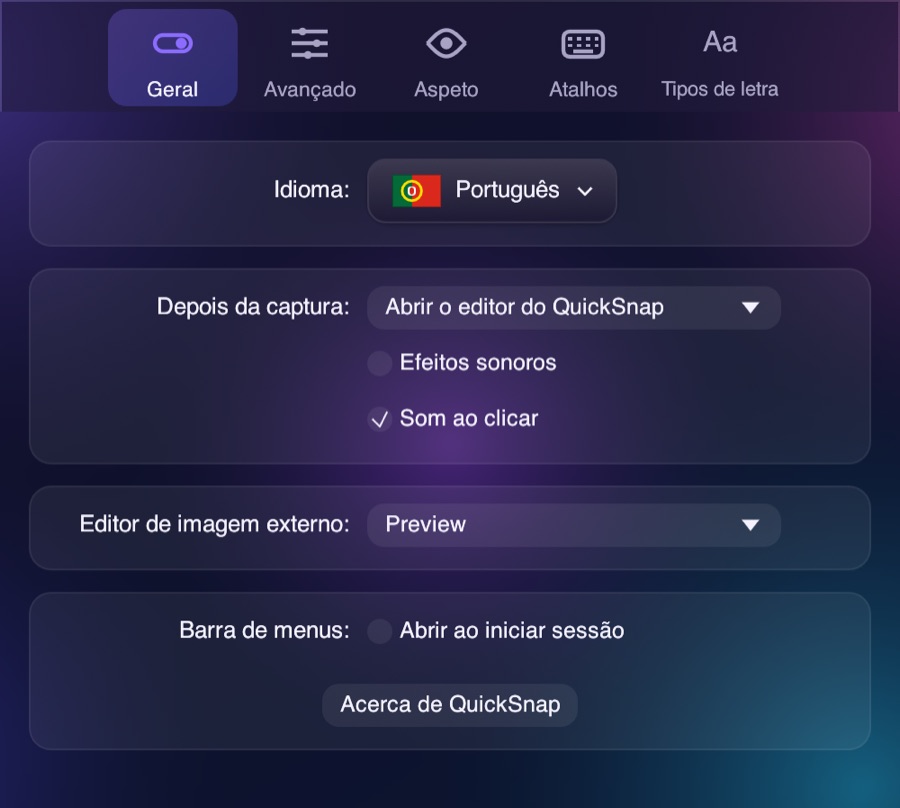 Geral
Avançado
Aspeto
Atalhos
Aa
Tipos de letra
Idioma: Português
Depois da captura: Abrir o editor do QuickSnap
Efeitos sonoros
Som ao clicar
Editor de imagem externo: Preview
Barra de menus: Abrir ao iniciar sessão
Acerca de QuickSnap